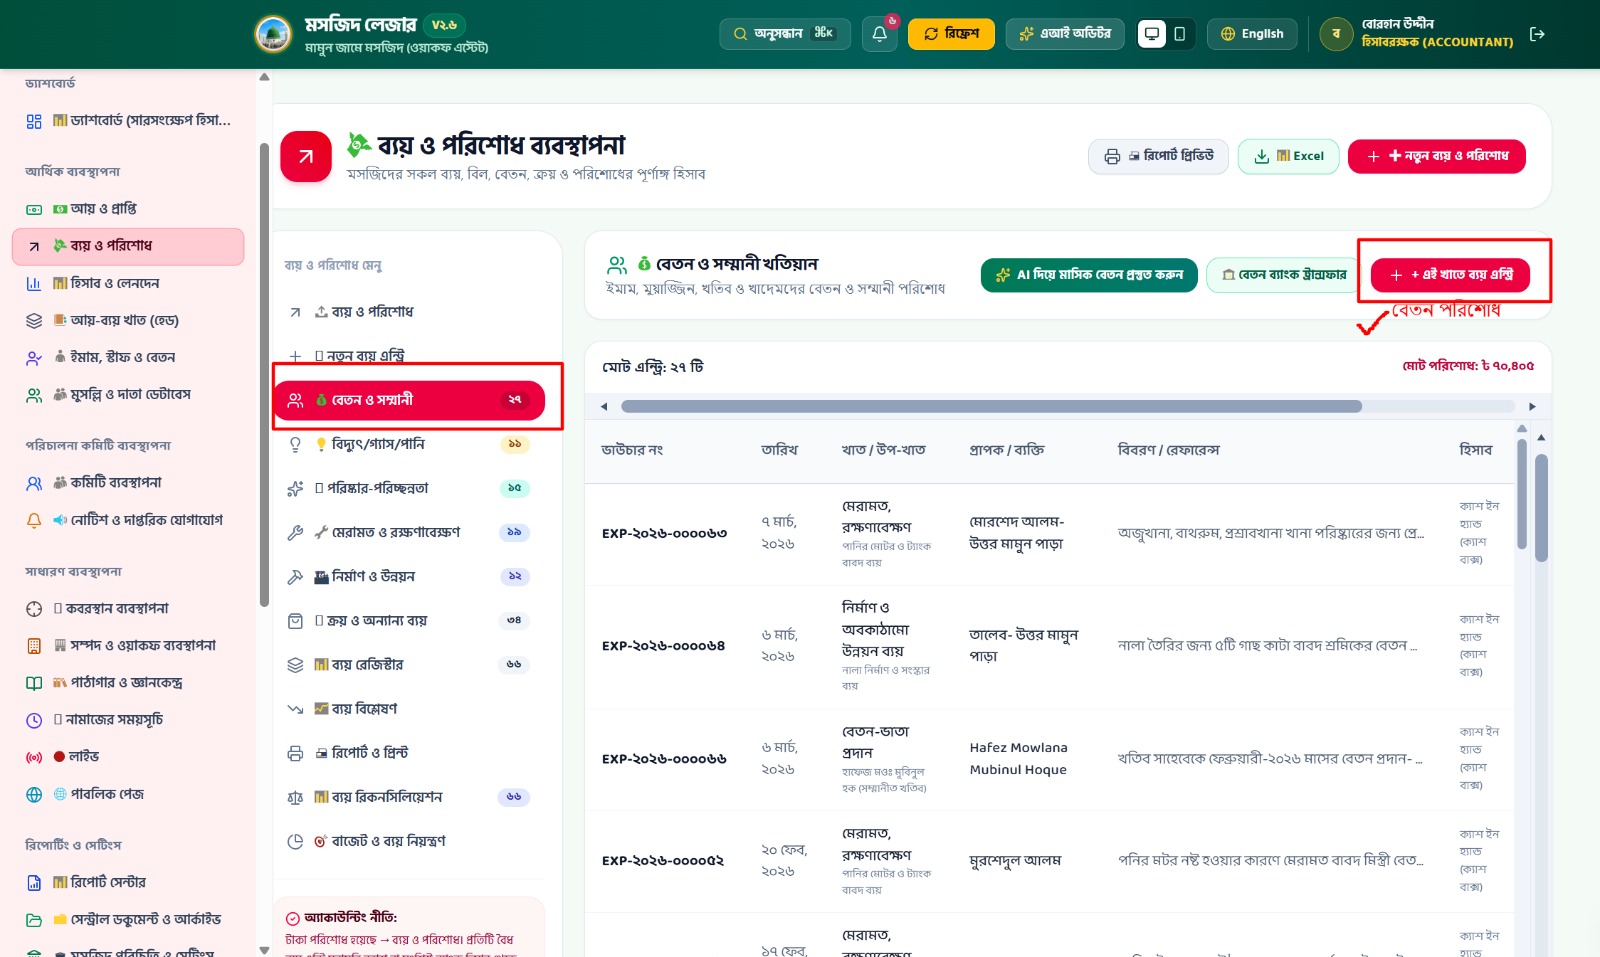 মসজিদ লেজার V২.৬
মামুন জামে মসজিদ (ওয়াকফ এস্টেট)
অনুসন্ধান ⌘K
৬
রিফ্রেশ
এআই অডিটর
English
ব
বোরহান উদ্দীন
হিসাবরক্ষক (ACCOUNTANT)
ড্যাশবোর্ড
ড্যাশবোর্ড (সারসংক্ষেপ হিসা...
আর্থিক ব্যবস্থাপনা
আয় ও প্রাপ্তি
ব্যয় ও পরিশোধ
হিসাব ও লেনদেন
আয়-ব্যয় খাত (হেড)
ইমাম, স্টাফ ও বেতন
মুসল্লি ও দাতা ডেটাবেস
পরিচালনা কমিটি ব্যবস্থাপনা
কমিটি ব্যবস্থাপনা
নোটিশ ও দাপ্তরিক যোগাযোগ
সাধারণ ব্যবস্থাপনা
কবরস্থান ব্যবস্থাপনা
সম্পদ ও ওয়াকফ ব্যবস্থাপনা
পাঠাগার ও জ্ঞানকেন্দ্র
নামাজের সময়সূচি
লাইভ
পাবলিক পেজ
রিপোর্টিং ও সেটিংস
রিপোর্ট সেন্টার
সেন্ট্রাল ডকুমেন্ট ও আর্কাইভ
মসজিদ পরিচিতি ও সেটিংস
ব্যয় ও পরিশোধ ব্যবস্থাপনা
মসজিদের সকল ব্যয়, বিল, বেতন, ক্রয় ও পরিশোধের পূর্ণাঙ্গ হিসাব
রিপোর্ট প্রিভিউ
Excel
+ নতুন ব্যয় ও পরিশোধ
ব্যয় ও পরিশোধ মেনু
ব্যয় ও পরিশোধ
নতুন ব্যয় এন্ট্রি
বেতন ও সম্মানী ২৭
বিদ্যুৎ/গ্যাস/পানি ১১
পরিষ্কার-পরিচ্ছন্নতা ১৫
মেরামত ও রক্ষণাবেক্ষণ ১৯
নির্মাণ ও উন্নয়ন ১২
ক্রয় ও অন্যান্য ব্যয় ৩৪
ব্যয় রেজিস্টার ৬৬
ব্যয় বিশ্লেষণ
রিপোর্ট ও প্রিন্ট
ব্যয় রিকনসিলিয়েশন ৬৬
বাজেট ও ব্যয় নিয়ন্ত্রণ
অ্যাকাউন্টিং নীতি:
টাকা পরিশোধ হয়েছে → ব্যয় ও পরিশোধ। প্রতিটি বৈধ
বেতন ও সম্মানী খতিয়ান
ইমাম, মুয়াজ্জিন, খতিব ও খাদেমদের বেতন ও সম্মানী পরিশোধ
AI দিয়ে মাসিক বেতন প্রস্তুত করুন
বেতন ব্যাংক ট্রান্সফার
+ এই খাতে ব্যয় এন্ট্রি
বেতন পরিশোধ
মোট এন্ট্রি: ২৭ টি
মোট পরিশোধ: ৳ ৭০,৪০৫
ভাউচার নং তারিখ খাত / উপ-খাত প্রাপক / ব্যক্তি বিবরণ / রেফারেন্স হিসাব
EXP-২০২৬-০০০০৬৩
৭ মার্চ,
২০২৬
মেরামত,
রক্ষণাবেক্ষণ
পানির মোটর ও ট্যাংক
বাবদ ব্যয়
মোরশেদ আলম-
উত্তর মামুন পাড়া
অজুখানা, বাথরুম, প্রস্রাবখানা খানা পরিস্কারের জন্য প্রে...
ক্যাশ ইন
হ্যান্ড
(ক্যাশ
বাক্স)
EXP-২০২৬-০০০০৬৪
৬ মার্চ,
২০২৬
নির্মাণ ও
অবকাঠামো
উন্নয়ন ব্যয়
নালা নির্মাণ ও সংস্কার
ব্যয়
তালেব- উত্তর মামুন
পাড়া
নালা তৈরির জন্য ৫টি গাছ কাটা বাবদ শ্রমিকের বেতন ...
ক্যাশ ইন
হ্যান্ড
(ক্যাশ
বাক্স)
EXP-২০২৬-০০০০৬৬
৬ মার্চ,
২০২৬
বেতন-ভাতা
প্রদান
হাফেজ মওঃ মুবিনুল
হক (সম্মানীত খতিব)
Hafez Mowlana
Mubinul Hoque
খতিব সাহেবেকে ফেব্রুয়ারী-২০২৬ মাসের বেতন প্রদান- ...
ক্যাশ ইন
হ্যান্ড
(ক্যাশ
বাক্স)
EXP-২০২৬-০০০০৫২
২০ ফেব,
২০২৬
মেরামত,
রক্ষণাবেক্ষণ
পানির মোটর ও ট্যাংক
বাবদ ব্যয়
মুরশেদুল আলম
পনির মটর নষ্ট হওয়ার কারণে মেরামত বাবদ মিস্ত্রী বেত...
ক্যাশ ইন
হ্যান্ড
(ক্যাশ
বাক্স)
১৭ ফেব,
মেরামত,
রক্ষণাবেক্ষণ
ক্যাশ ইন
হ্যান্ড